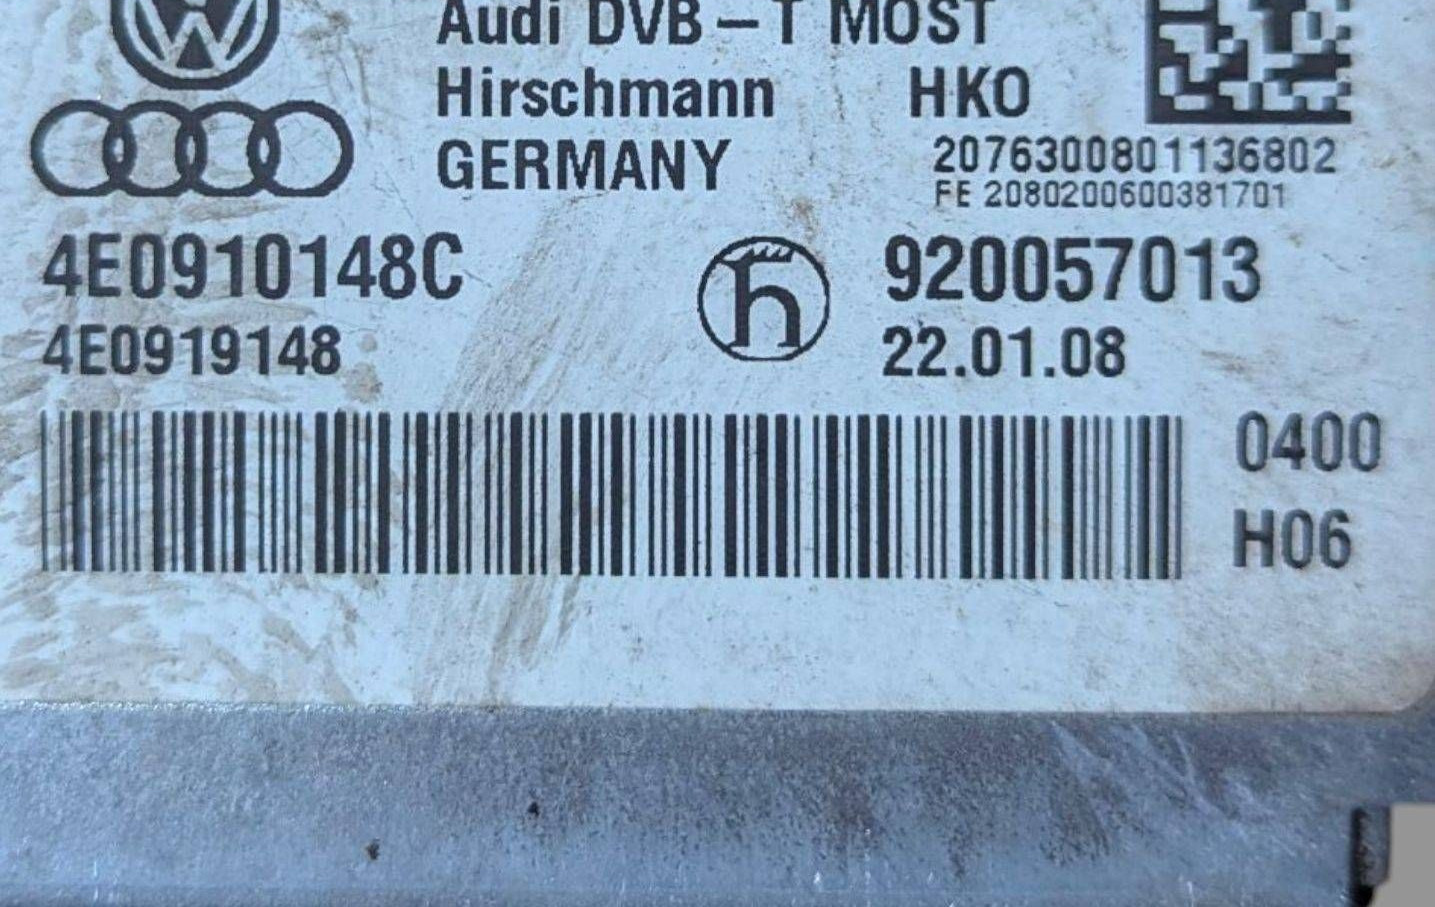 Audi DVB-T MOST
Hirschmann HKO
GERMANY 2076300801136802
FE 2080200600381701
4E0910148C 920057013
4E0919148 22.01.08
0400
H06